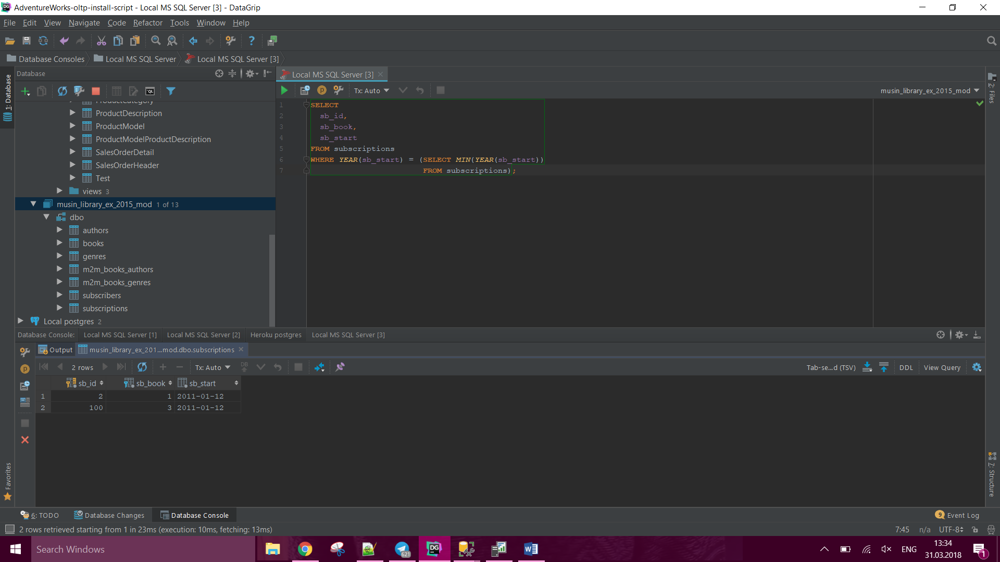 AdventureWorks-oltp-install-script - Local MS SQL Server [3] - DataGrip
File Edit View Navigate Code Refactor Tools Window Help
Database Consoles Local MS SQL Server Local MS SQL Server [3]
1: Database
Database
ProductCategory
ProductDescription
ProductModel
ProductModelProductDescription
SalesOrderDetail
SalesOrderHeader
Test
views 3
musin_library_ex_2015_mod 1 of 13
dbo
authors
books
genres
m2m_books_authors
m2m_books_genres
subscribers
subscriptions
Local postgres 2
Local MS SQL Server [3]
Tx: Auto
musin_library_ex_2015_mod
1 SELECT
2 sb_id,
3 sb_book,
4 sb_start
5 FROM subscriptions
6 WHERE YEAR(sb_start) = (SELECT MIN(YEAR(sb_start))
7 FROM subscriptions);
2: Files
Database Console: Local MS SQL Server [1] Local MS SQL Server [2] Heroku postgres Local MS SQL Server [3]
Output musin_library_ex_201...mod.dbo.subscriptions
2 rows Tx: Auto DB Tab-se...d (TSV) DDL View Query
sb_id sb_book sb_start
1 2 1 2011-01-12
2 100 3 2011-01-12
Favorites
7: Structure
6: TODO Database Changes Database Console 9 Event Log
2 rows retrieved starting from 1 in 23ms (execution: 10ms, fetching: 13ms) 7:45 n/a UTF-8
Search Windows
621
DG
ENG
13:34
31.03.2018
1